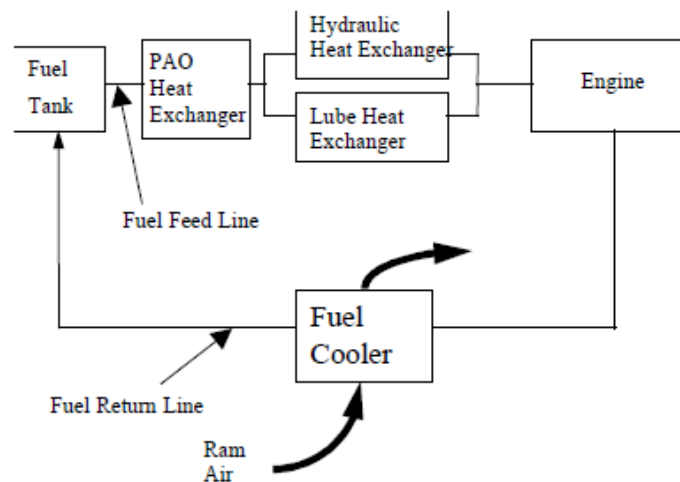 Fuel
Tank
PAO
Heat
Exchanger
Hydraulic
Heat Exchanger
Lube Heat
Exchanger
Engine
Fuel Feed Line
Fuel
Cooler
Fuel Return Line
Ram
Air